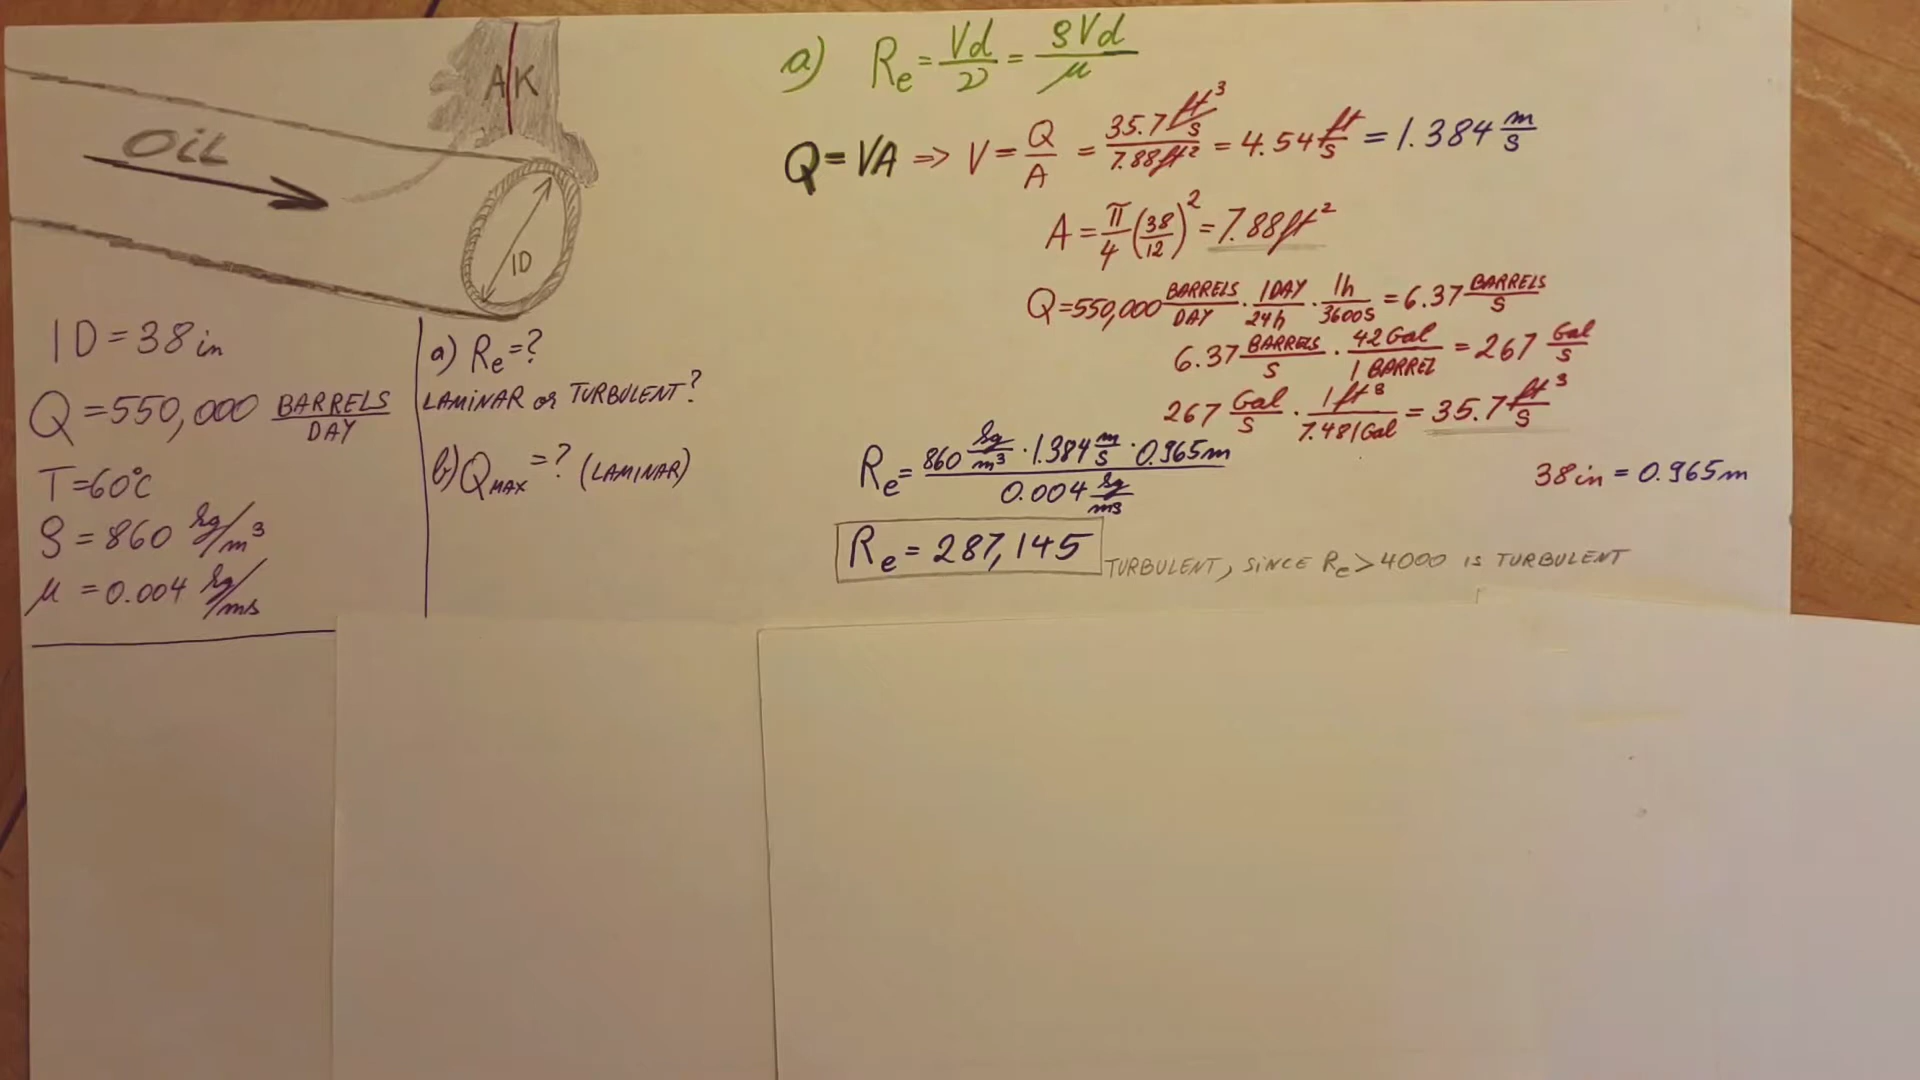 AK
OIL
ID
ID = 38 in
Q = 550,000 BARRELS/DAY
T = 60°C
ρ = 860 kg/m³
μ = 0.004 kg/ms
a) Re = ?
LAMINAR or TURBULENT?
b) QMAX = ? (LAMINAR)
a) Re = Vd/ν = ρVd/μ
Q = VA => V = Q/A = 35.7 ft³/s / 7.88 ft² = 4.54 ft/s = 1.384 m/s
A = π/4 (38/12)² = 7.88 ft²
Q = 550,000 BARRELS/DAY · 1 DAY/24h · 1h/3600s = 6.37 BARRELS/s
6.37 BARRELS/s · 42 Gal/1 BARREL = 267 Gal/s
267 Gal/s · 1 ft³/7.481 Gal = 35.7 ft³/s
Re = 860 kg/m³ · 1.384 m/s · 0.965 m / 0.004 kg/ms
38 in = 0.965 m
Re = 287,145 TURBULENT, SINCE Re > 4000 IS TURBULENT